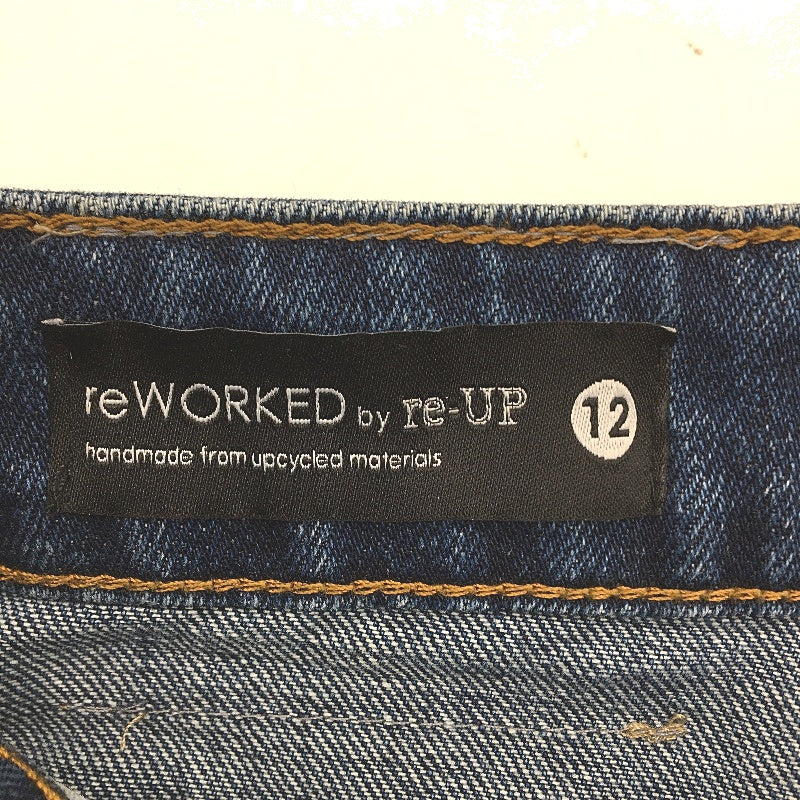 reWORKED by re-UP 12
handmade from upcycled materials